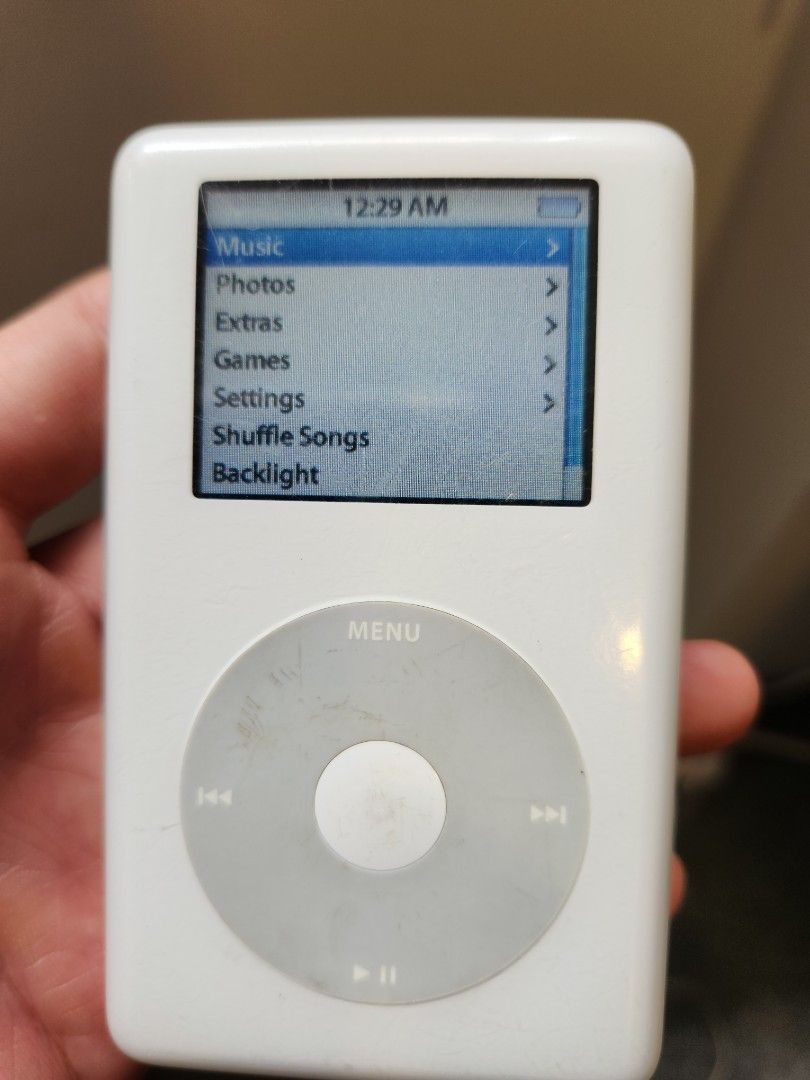 12:29 AM
Music
Photos
Extras
Games
Settings
Shuffle Songs
Backlight
MENU